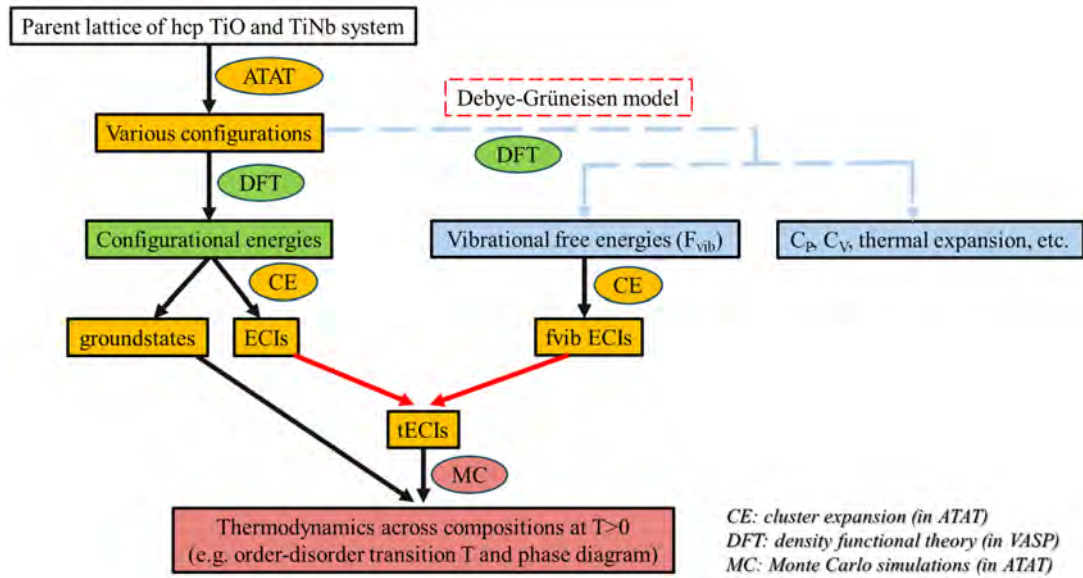 Parent lattice of hcp TiO and TiNb system
ATAT
Debye-Grüneisen model
Various configurations
DFT
DFT
Configurational energies
Vibrational free energies (Fvib)
CP, CV, thermal expansion, etc.
CE
CE
groundstates
ECIs
fvib ECIs
tECIs
MC
Thermodynamics across compositions at T>0
(e.g. order-disorder transition T and phase diagram)
CE: cluster expansion (in ATAT)
DFT: density functional theory (in VASP)
MC: Monte Carlo simulations (in ATAT)